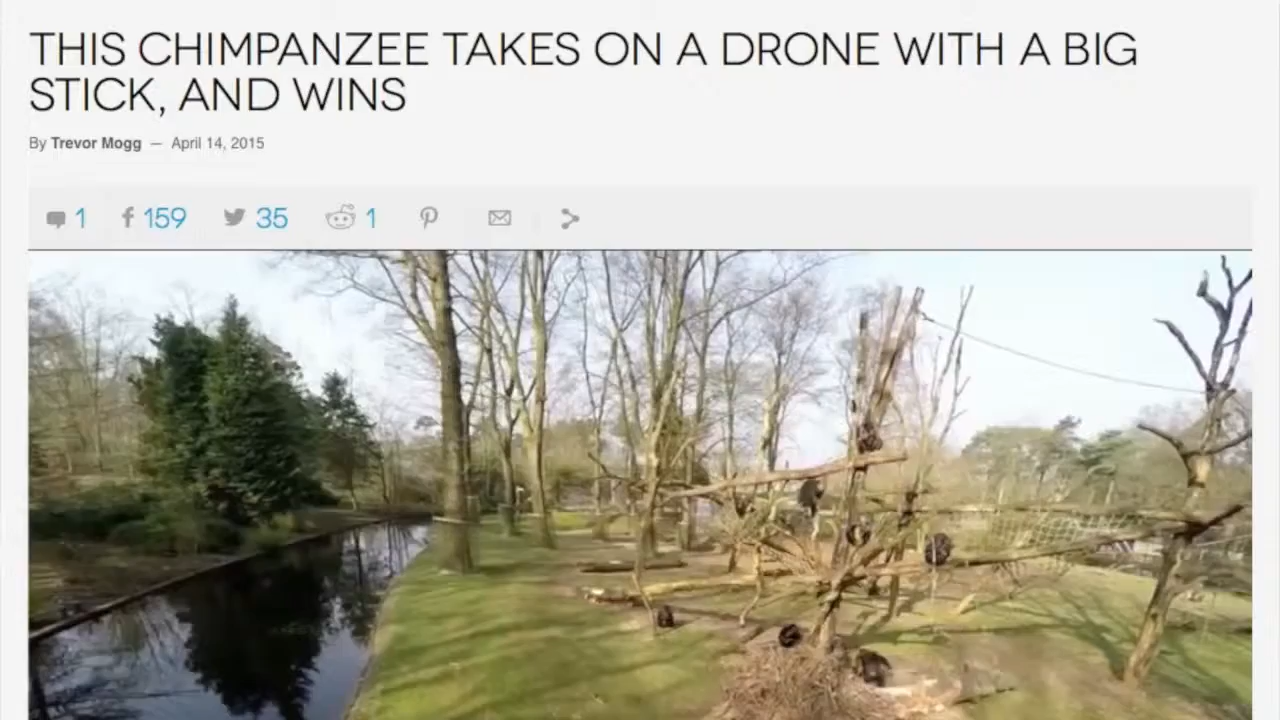 THIS CHIMPANZEE TAKES ON A DRONE WITH A BIG
STICK, AND WINS
By Trevor Mogg — April 14, 2015
1 159 35 1